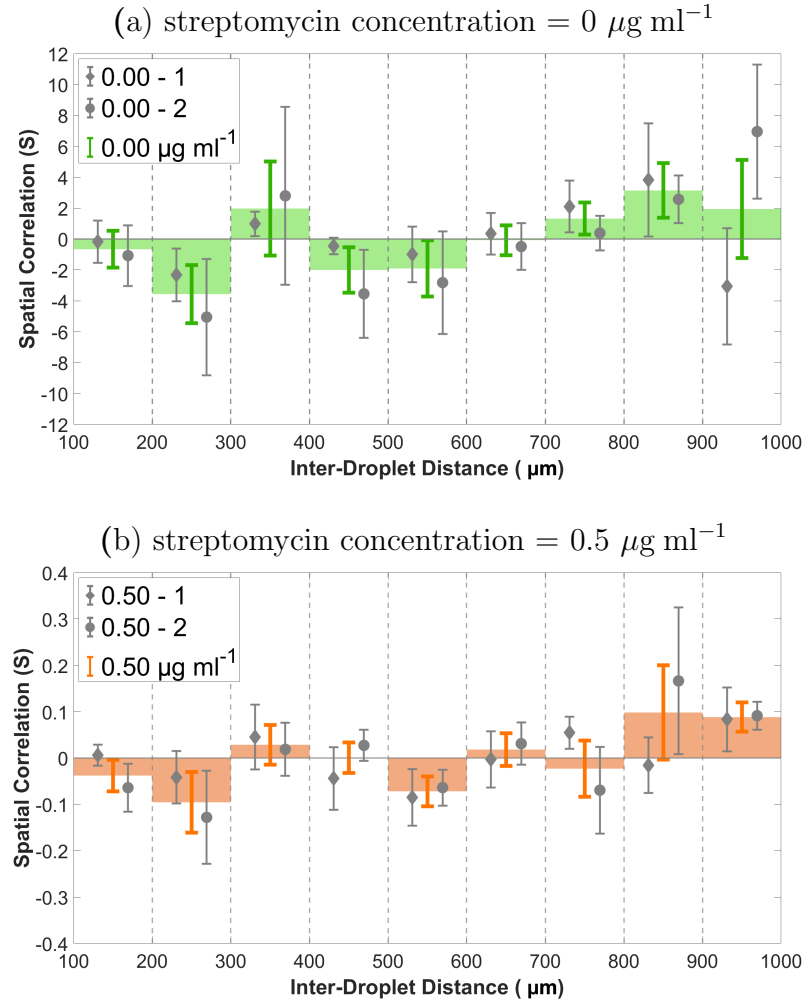 (a) streptomycin concentration = 0 μg ml⁻¹
12
10
8
6
4
2
0
-2
-4
-6
-8
-10
-12
Spatial Correlation (S)
0.00 - 1
0.00 - 2
0.00 µg ml⁻¹
100 200 300 400 500 600 700 800 900 1000
Inter-Droplet Distance ( µm)
(b) streptomycin concentration = 0.5 μg ml⁻¹
0.4
0.3
0.2
0.1
0
-0.1
-0.2
-0.3
-0.4
Spatial Correlation (S)
0.50 - 1
0.50 - 2
0.50 µg ml⁻¹
100 200 300 400 500 600 700 800 900 1000
Inter-Droplet Distance ( µm)